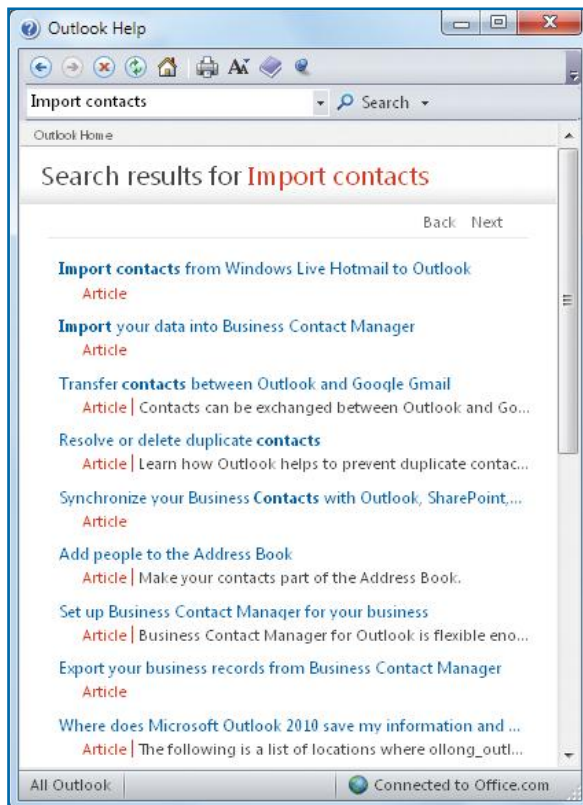 Outlook Help
Import contacts
Search
Outlook Home
Search results for Import contacts
Back Next
Import contacts from Windows Live Hotmail to Outlook
Article
Import your data into Business Contact Manager
Article
Transfer contacts between Outlook and Google Gmail
Article | Contacts can be exchanged between Outlook and Go...
Resolve or delete duplicate contacts
Article | Learn how Outlook helps to prevent duplicate contac...
Synchronize your Business Contacts with Outlook, SharePoint,...
Article
Add people to the Address Book
Article | Make your contacts part of the Address Book.
Set up Business Contact Manager for your business
Article | Business Contact Manager for Outlook is flexible eno...
Export your business records from Business Contact Manager
Article
Where does Microsoft Outlook 2010 save my information and ...
Article | The following is a list of locations where ollong_outl...
All Outlook
Connected to Office.com